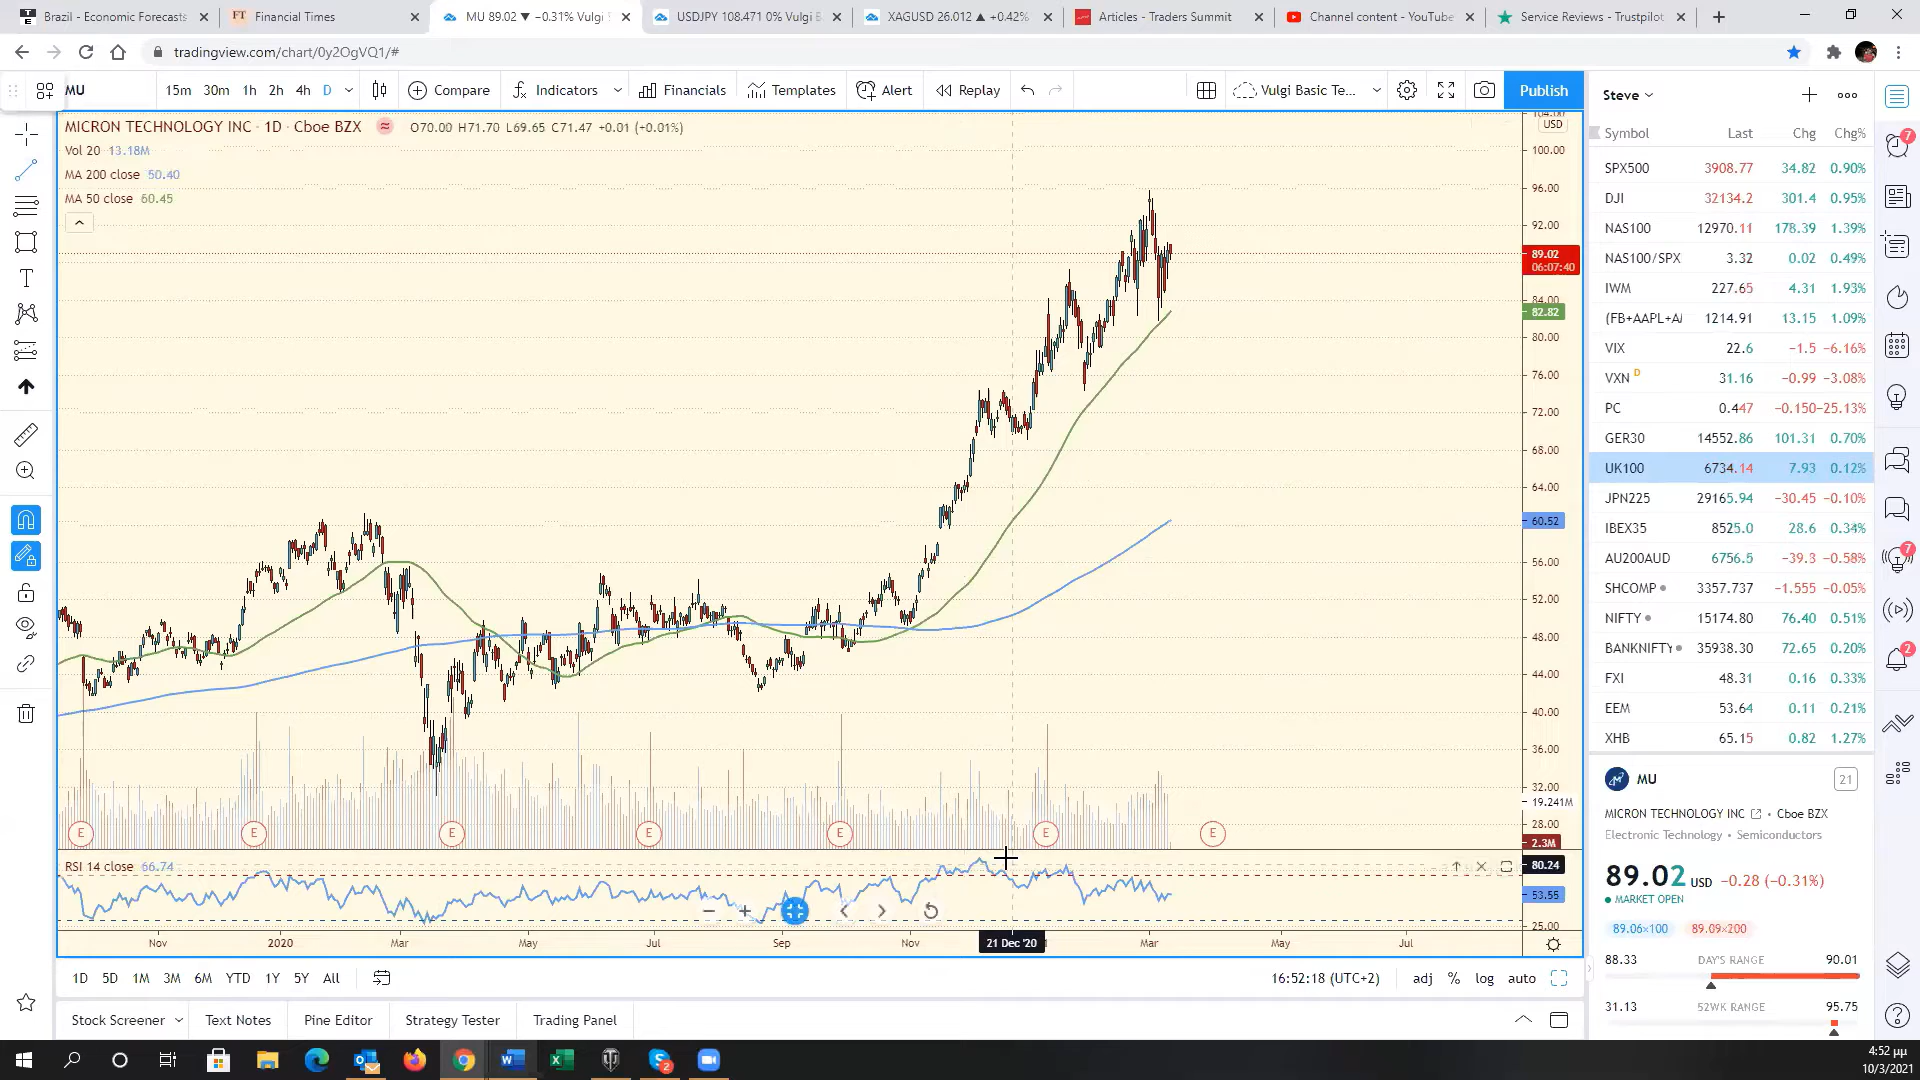 Brazil - Economic Forecasts
Financial Times
MU 89.02 ▼ −0.31% Vulgi
USDJPY 108.471 0% Vulgi B
XAGUSD 26.012 ▲ +0.42%
Articles - Traders Summit
Channel content - YouTube
Service Reviews - Trustpilot
tradingview.com/chart/0y2OgVQ1/#
MU
15m 30m 1h 2h 4h D
Compare
Indicators
Financials
Templates
Alert
Replay
Vulgi Basic Te...
Publish
MICRON TECHNOLOGY INC · 1D · Cboe BZX
O70.00 H71.70 L69.65 C71.47 +0.01 (+0.01%)
Vol 20 13.18M
MA 200 close 50.40
MA 50 close 60.45
USD
100.00
96.00
92.00
89.02
06:07:40
84.00
82.82
80.00
76.00
72.00
68.00
64.00
60.52
56.00
52.00
48.00
44.00
40.00
36.00
32.00
19.241M
28.00
2.3M
E E E E E E E
RSI 14 close 66.74
80.24
53.55
25.00
Nov 2020 Mar May Jul Sep Nov 21 Dec '20 Mar May Jul
1D 5D 1M 3M 6M YTD 1Y 5Y All
16:52:18 (UTC+2)
adj % log auto
Stock Screener
Text Notes
Pine Editor
Strategy Tester
Trading Panel
Steve
Symbol Last Chg Chg%
SPX500 3908.77 34.82 0.90%
DJI 32134.2 301.4 0.95%
NAS100 12970.11 178.39 1.39%
NAS100/SPX 3.32 0.02 0.49%
IWM 227.65 4.31 1.93%
(FB+AAPL+A/ 1214.91 13.15 1.09%
VIX 22.6 −1.5 −6.16%
VXN D 31.16 −0.99 −3.08%
PC 0.447 −0.150 −25.13%
GER30 14552.86 101.31 0.70%
UK100 6734.14 7.93 0.12%
JPN225 29165.94 −30.45 −0.10%
IBEX35 8525.0 28.6 0.34%
AU200AUD 6756.5 −39.3 −0.58%
SHCOMP 3357.737 −1.555 −0.05%
NIFTY 15174.80 76.40 0.51%
BANKNIFTY 35938.30 72.65 0.20%
FXI 48.31 0.16 0.33%
EEM 53.64 0.11 0.21%
XHB 65.15 0.82 1.27%
MU
21
MICRON TECHNOLOGY INC · Cboe BZX
Electronic Technology · Semiconductors
89.02 USD −0.28 (−0.31%)
MARKET OPEN
89.06×100 89.09×200
88.33 DAY'S RANGE 90.01
31.13 52WK RANGE 95.75
7
7
2
2
4:52 μμ
10/3/2021